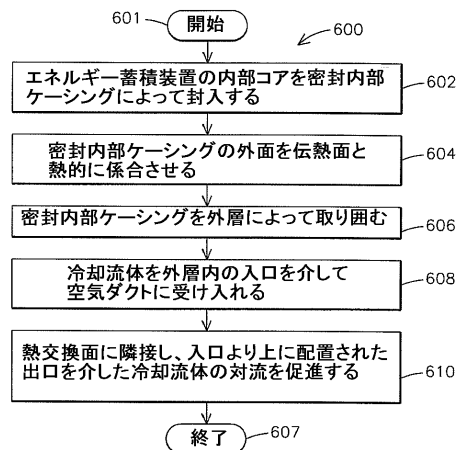 601
開始
600
エネルギー蓄積装置の内部コアを密封内部
ケーシングによって封入する
602
密封内部ケーシングの外面を伝熱面と
熱的に係合させる
604
密封内部ケーシングを外層によって取り囲む
606
冷却流体を外層内の入口を介して
空気ダクトに受け入れる
608
熱交換面に隣接し、入口より上に配置された
出口を介した冷却流体の対流を促進する
610
終了
607